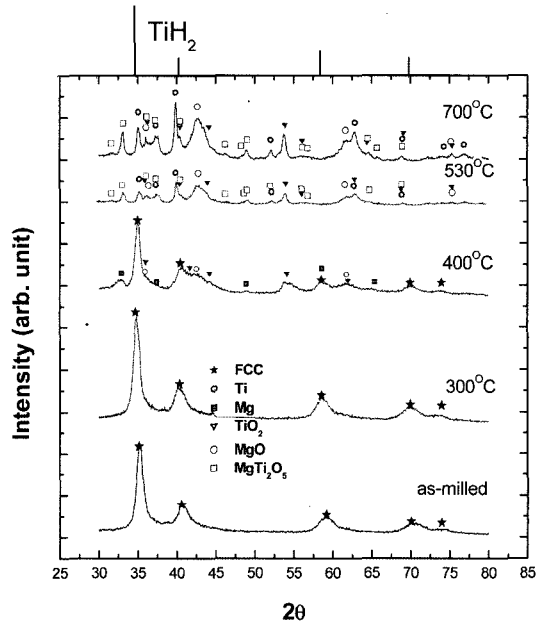 TiH₂
700°C
530°C
400°C
300°C
as-milled
FCC
Ti
Mg
TiO₂
MgO
MgTi₂O₅
Intensity (arb. unit)
25 30 35 40 45 50 55 60 65 70 75 80 85
2θ